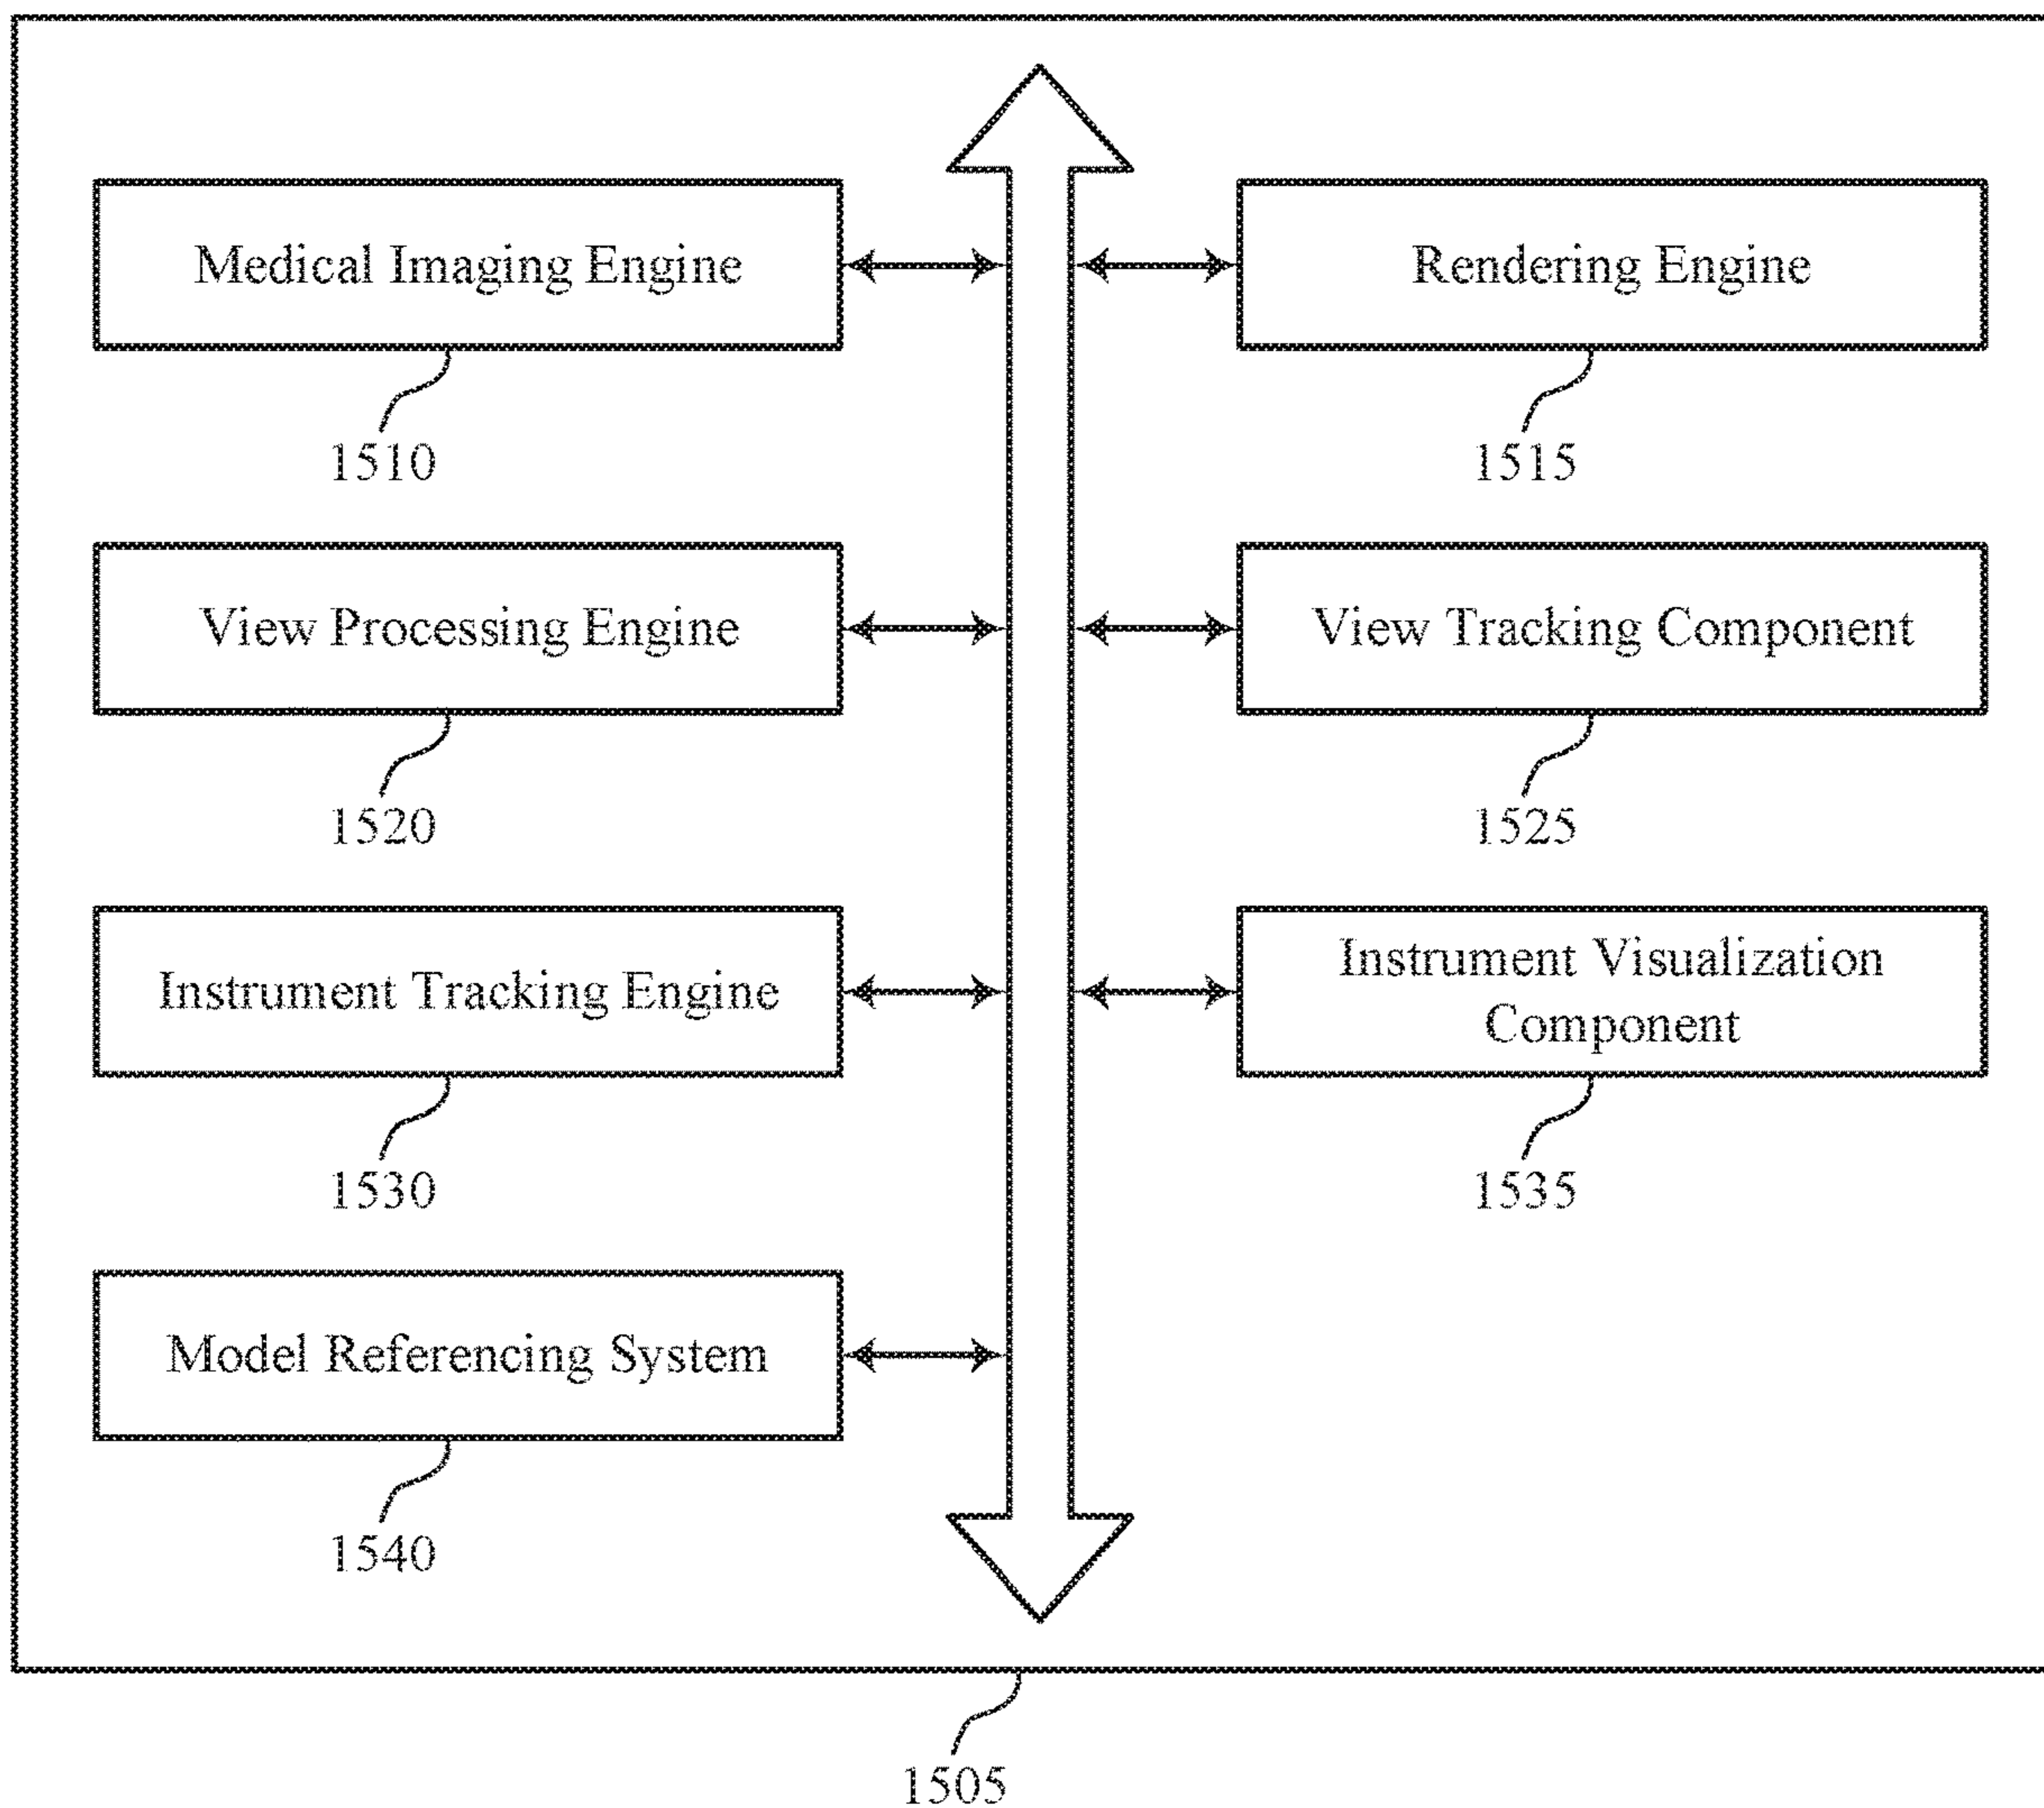 Medical Imaging Engine
Rendering Engine
1510
1515
View Processing Engine
View Tracking Component
1520
1525
Instrument Tracking Engine
Instrument Visualization
Component
1530
1535
Model Referencing System
1540
1505